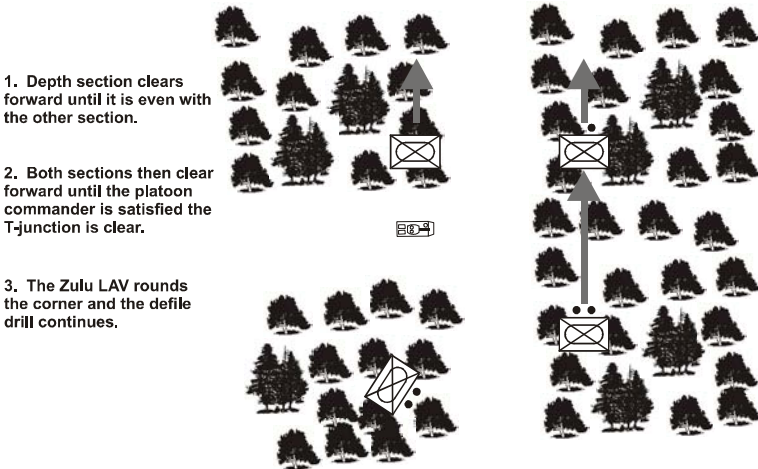 1. Depth section clears
forward until it is even with
the other section.
2. Both sections then clear
forward until the platoon
commander is satisfied the
T-junction is clear.
3. The Zulu LAV rounds
the corner and the defile
drill continues.